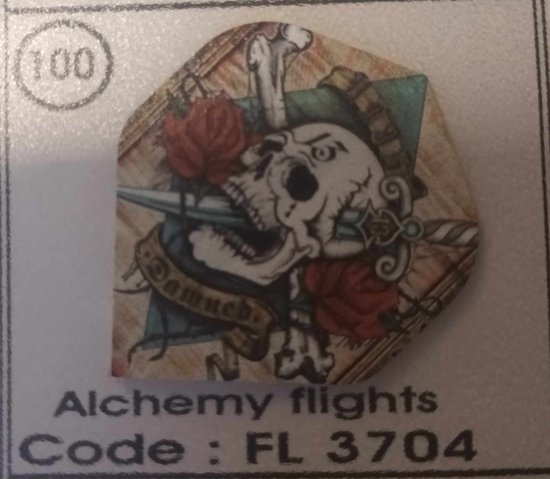 100
Damned
Alchemy flights
Code : FL 3704